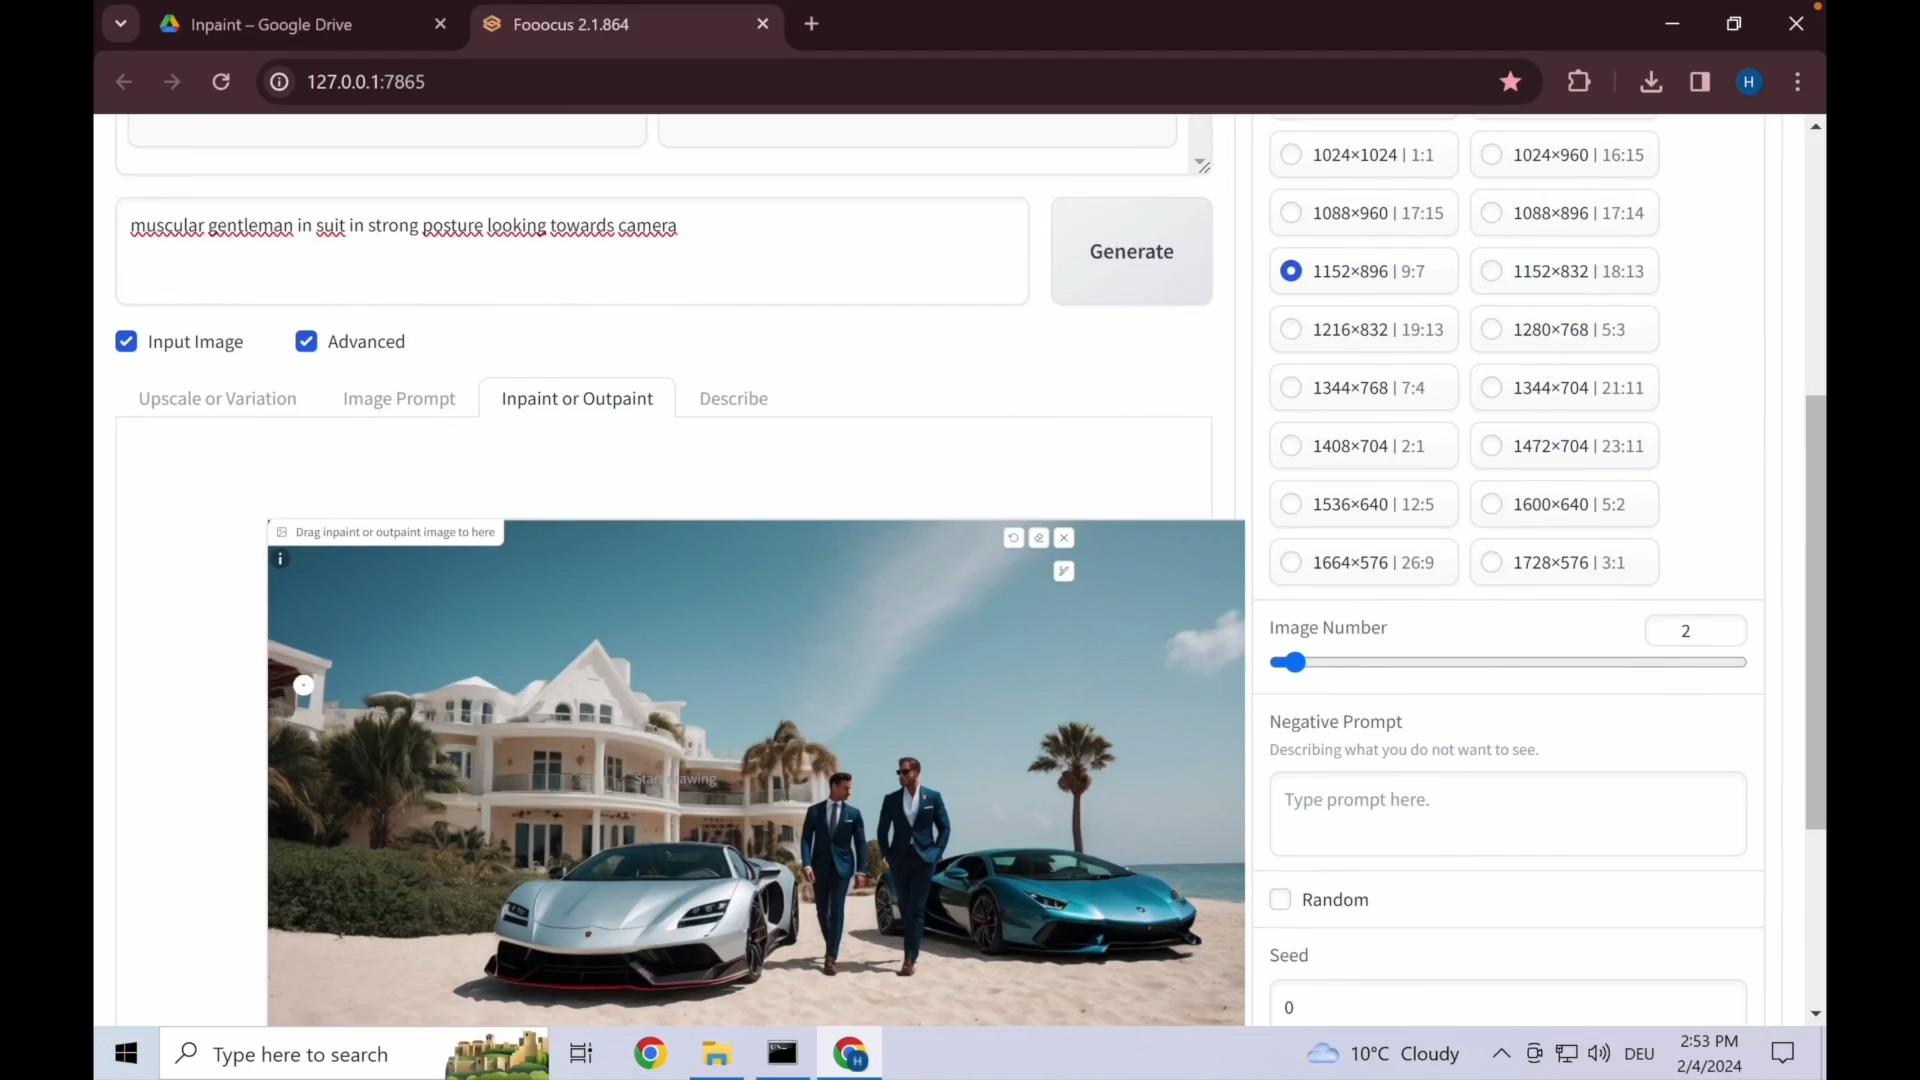 Inpaint – Google Drive
Fooocus 2.1.864
127.0.0.1:7865
H
muscular gentleman in suit in strong posture looking towards camera
Generate
Input Image
Advanced
Upscale or Variation
Image Prompt
Inpaint or Outpaint
Describe
Drag inpaint or outpaint image to here
Start drawing
1024×1024 | 1:1
1024×960 | 16:15
1088×960 | 17:15
1088×896 | 17:14
1152×896 | 9:7
1152×832 | 18:13
1216×832 | 19:13
1280×768 | 5:3
1344×768 | 7:4
1344×704 | 21:11
1408×704 | 2:1
1472×704 | 23:11
1536×640 | 12:5
1600×640 | 5:2
1664×576 | 26:9
1728×576 | 3:1
Image Number
2
Negative Prompt
Describing what you do not want to see.
Type prompt here.
Random
Seed
0
Type here to search
H
10°C Cloudy
DEU
2:53 PM
2/4/2024